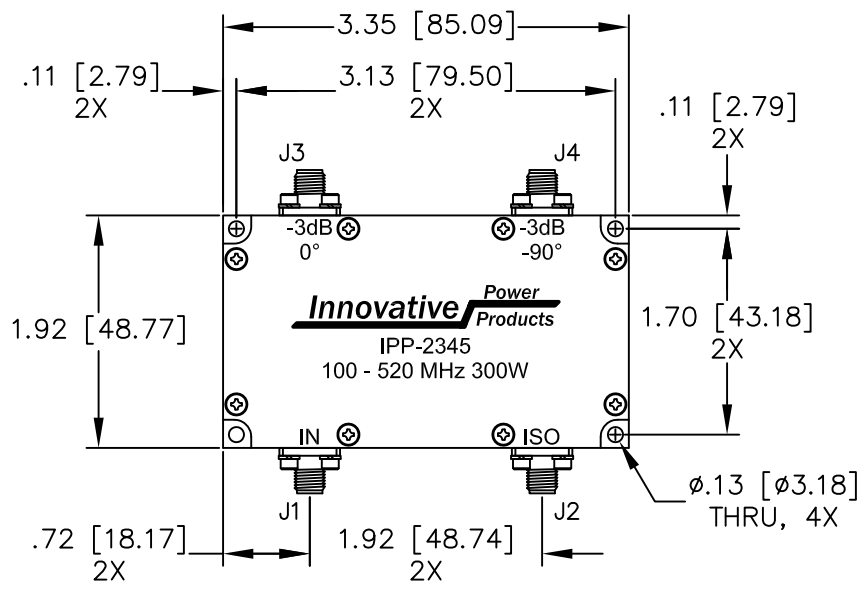 3.35 [85.09]
.11 [2.79]
2X
3.13 [79.50]
2X
.11 [2.79]
2X
J3
J4
-3dB
0°
-3dB
-90°
1.92 [48.77]
Innovative Power Products
IPP-2345
100 - 520 MHz 300W
1.70 [43.18]
2X
IN
ISO
J1
J2
ø.13 [ø3.18]
THRU, 4X
.72 [18.17]
2X
1.92 [48.74]
2X